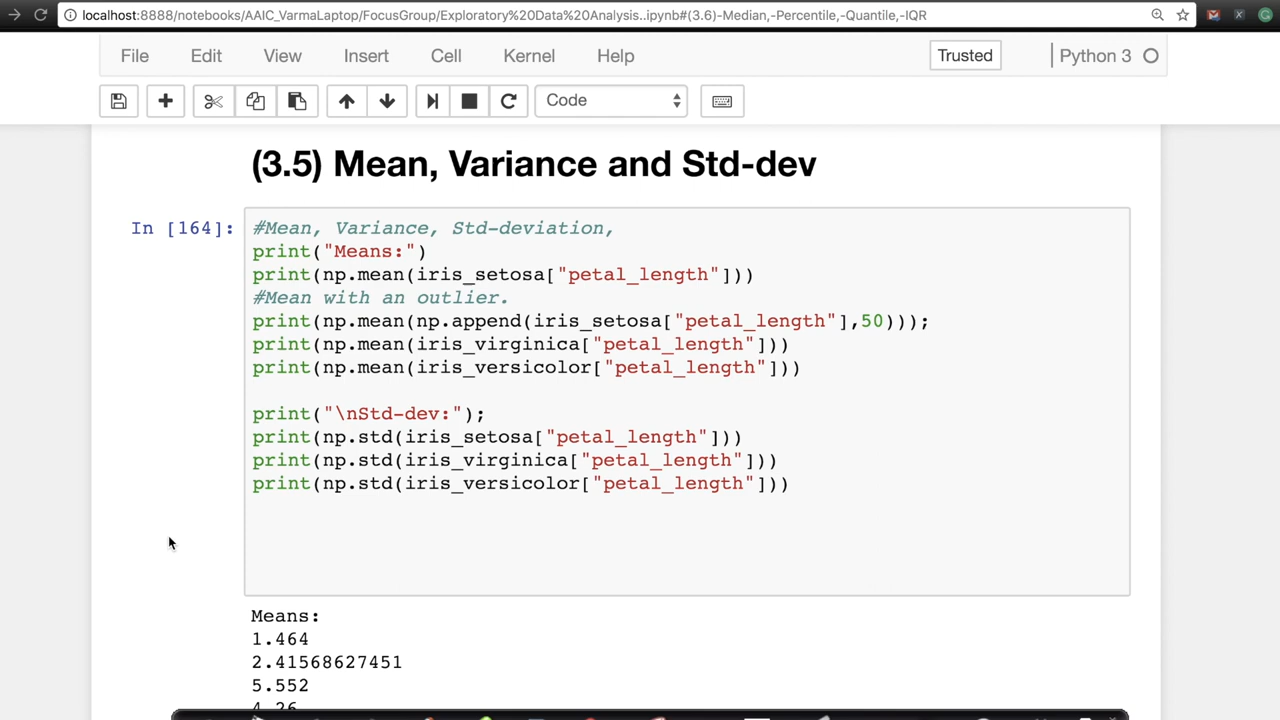 localhost:8888/notebooks/AAIC_VarmaLaptop/FocusGroup/Exploratory%20Data%20Analysis..ipynb#(3.6)-Median,-Percentile,-Quantile,-IQR
File Edit View Insert Cell Kernel Help Trusted Python 3
Code
(3.5) Mean, Variance and Std-dev
In [164]: #Mean, Variance, Std-deviation,
print("Means:")
print(np.mean(iris_setosa["petal_length"]))
#Mean with an outlier.
print(np.mean(np.append(iris_setosa["petal_length"],50)));
print(np.mean(iris_virginica["petal_length"]))
print(np.mean(iris_versicolor["petal_length"]))
print("\nStd-dev:");
print(np.std(iris_setosa["petal_length"]))
print(np.std(iris_virginica["petal_length"]))
print(np.std(iris_versicolor["petal_length"]))
Means:
1.464
2.41568627451
5.552
4.26